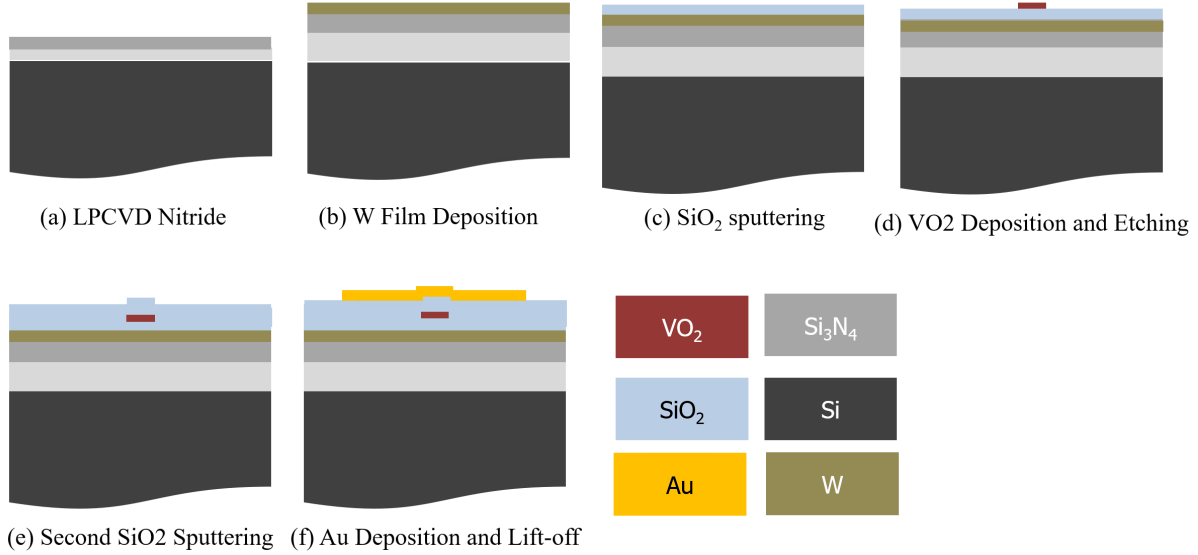 (a) LPCVD Nitride
(b) W Film Deposition
(c) SiO₂ sputtering
(d) VO2 Deposition and Etching
(e) Second SiO2 Sputtering
(f) Au Deposition and Lift-off
VO₂
Si₃N₄
SiO₂
Si
Au
W